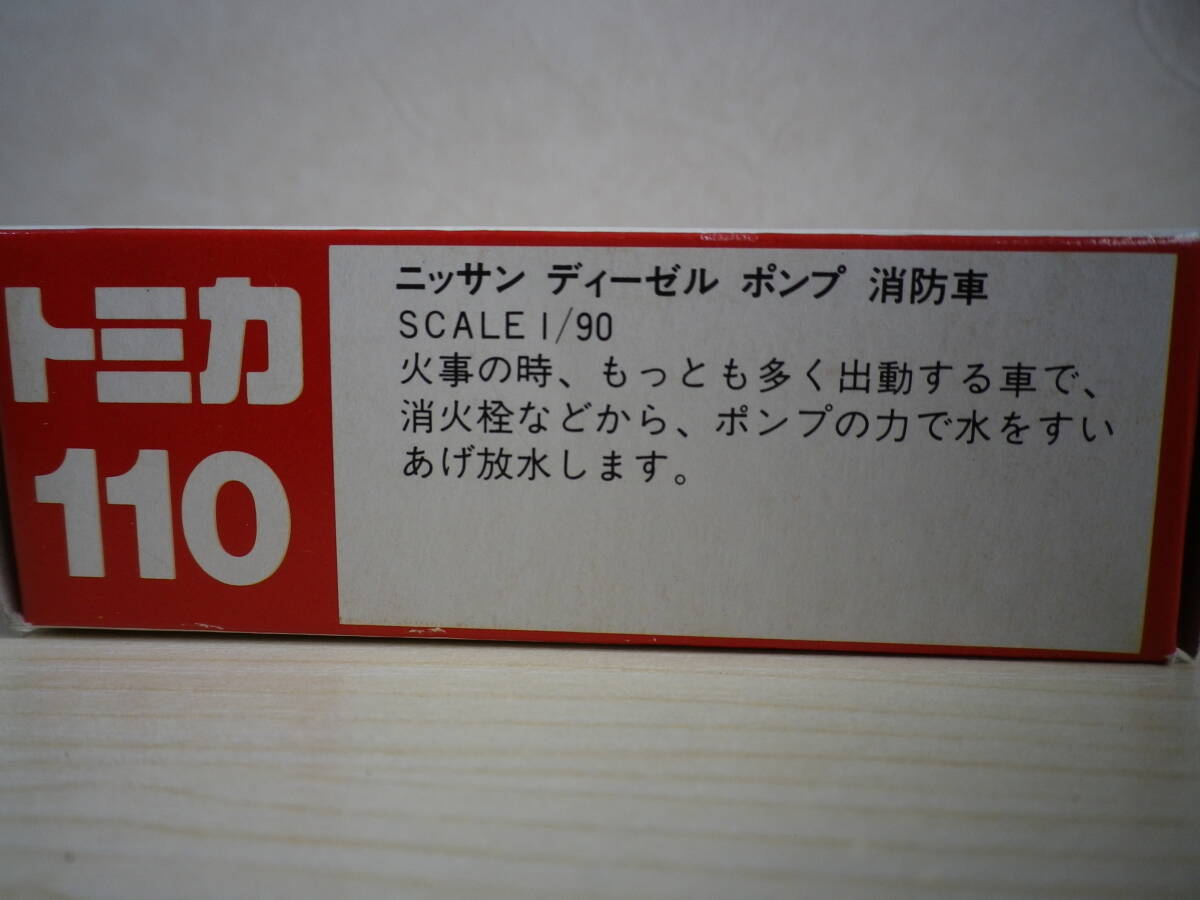 トミカ
110
ニッサン ディーゼル ポンプ 消防車
SCALE 1/90
火事の時、もっとも多く出動する車で、
消火栓などから、ポンプの力で水をすい
あげ放水します。